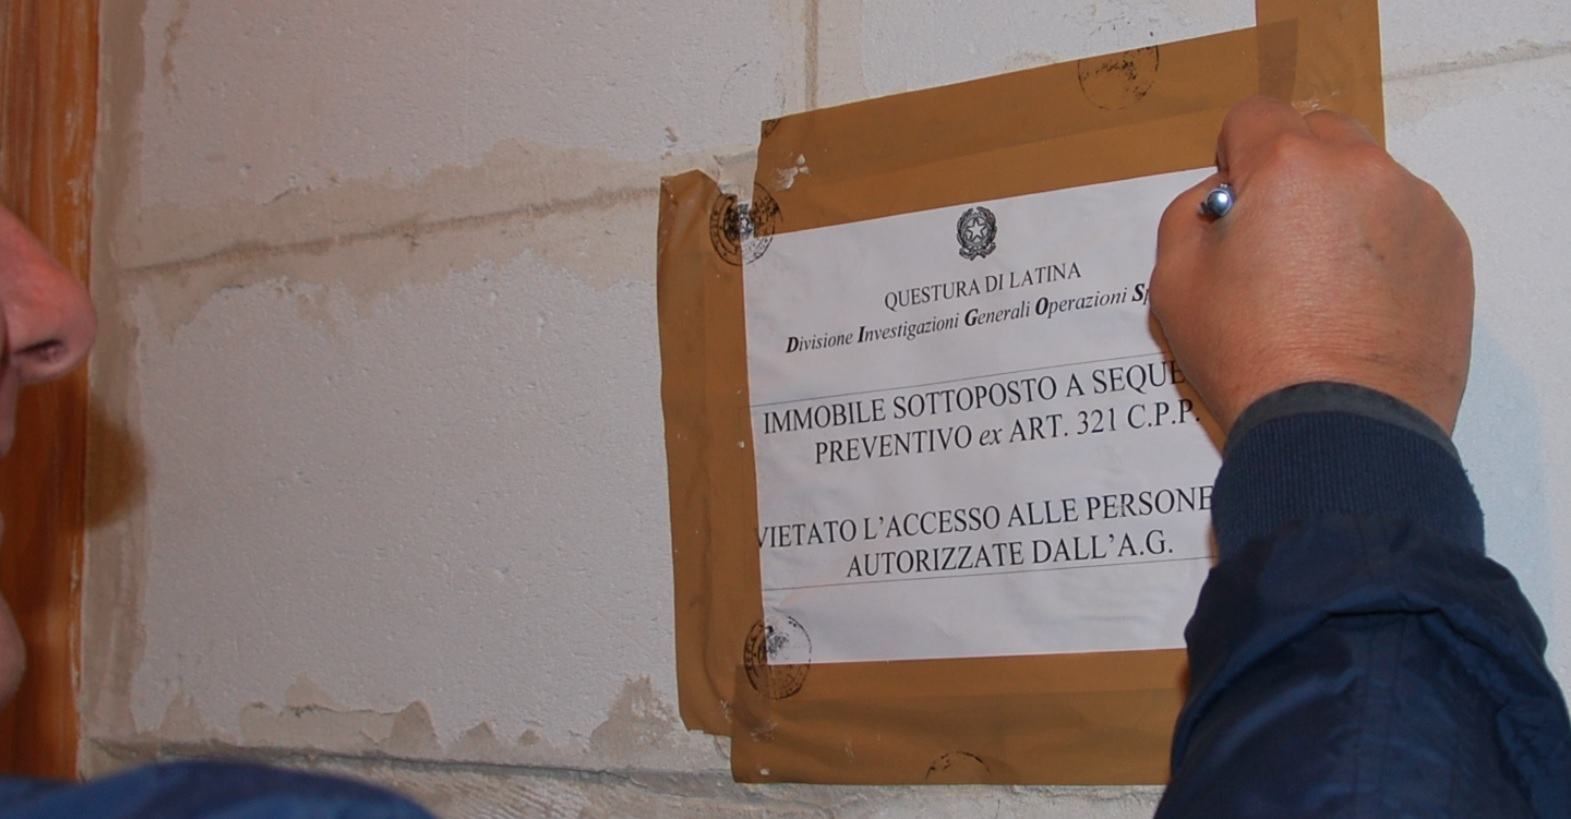 QUESTURA DI LATINA
Divisione Investigazioni Generali Operazioni
IMMOBILE SOTTOPOSTO A
PREVENTIVO ex ART. 321 C.P.P.
VIETATO L'ACCESSO ALLE PERSONE
AUTORIZZATE DALL'A.G.